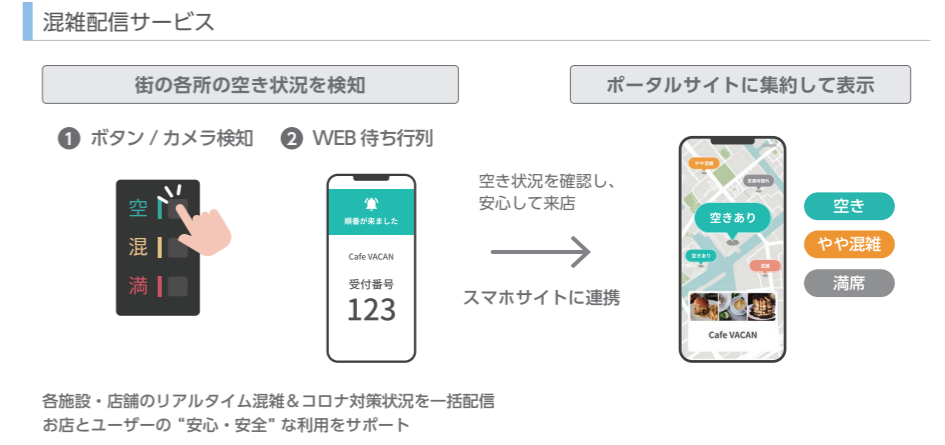 混雑配信サービス
街の各所の空き状況を検知
ポータルサイトに集約して表示
❶ ボタン / カメラ検知
❷ WEB 待ち行列
空
混
満
順番が来ました
Cafe VACAN
受付番号
123
空き状況を確認し、
安心して来店
スマホサイトに連携
やや混雑
営業時間外
空きあり
空きあり
Cafe VACAN
空き
やや混雑
満席
各施設・店舗のリアルタイム混雑&コロナ対策状況を一括配信
お店とユーザーの “安心・安全” な利用をサポート